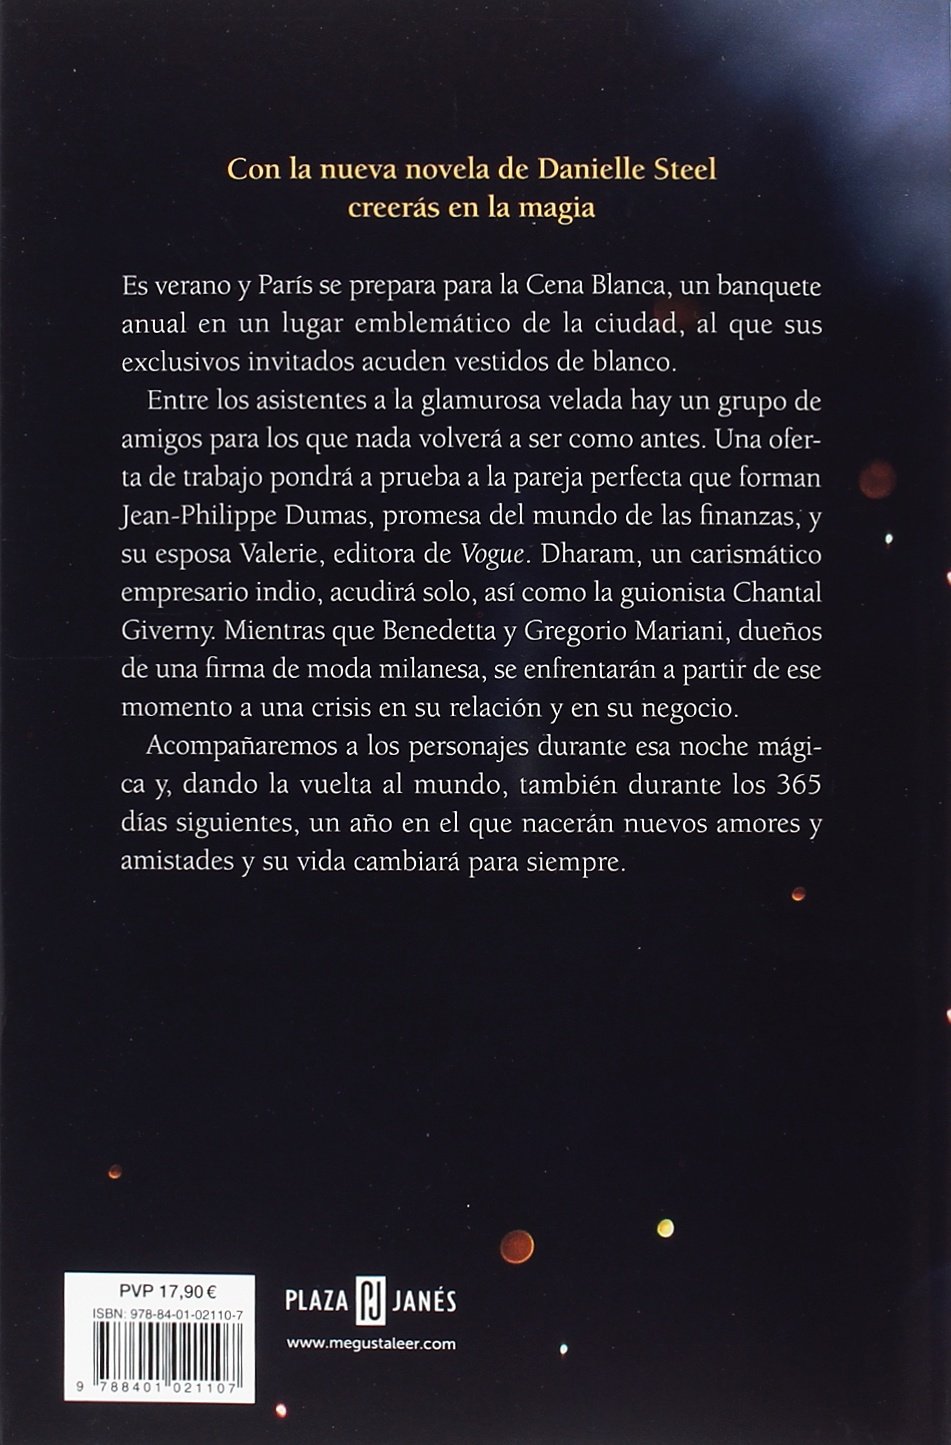 Con la nueva novela de Danielle Steel
creerás en la magia
Es verano y París se prepara para la Cena Blanca, un banquete
anual en un lugar emblemático de la ciudad, al que sus
exclusivos invitados acuden vestidos de blanco.
Entre los asistentes a la glamurosa velada hay un grupo de
amigos para los que nada volverá a ser como antes. Una ofer-
ta de trabajo pondrá a prueba a la pareja perfecta que forman
Jean-Philippe Dumas, promesa del mundo de las finanzas, y
su esposa Valerie, editora de Vogue. Dharam, un carismático
empresario indio, acudirá solo, así como la guionista Chantal
Giverny. Mientras que Benedetta y Gregorio Mariani, dueños
de una firma de moda milanesa, se enfrentarán a partir de ese
momento a una crisis en su relación y en su negocio.
Acompañaremos a los personajes durante esa noche mági-
ca y, dando la vuelta al mundo, también durante los 365
días siguientes, un año en el que nacerán nuevos amores y
amistades y su vida cambiará para siempre.
PVP 17,90 €
ISBN: 978-84-01-02110-7
9 788401 021107
PLAZA PJ JANÉS
www.megustaleer.com